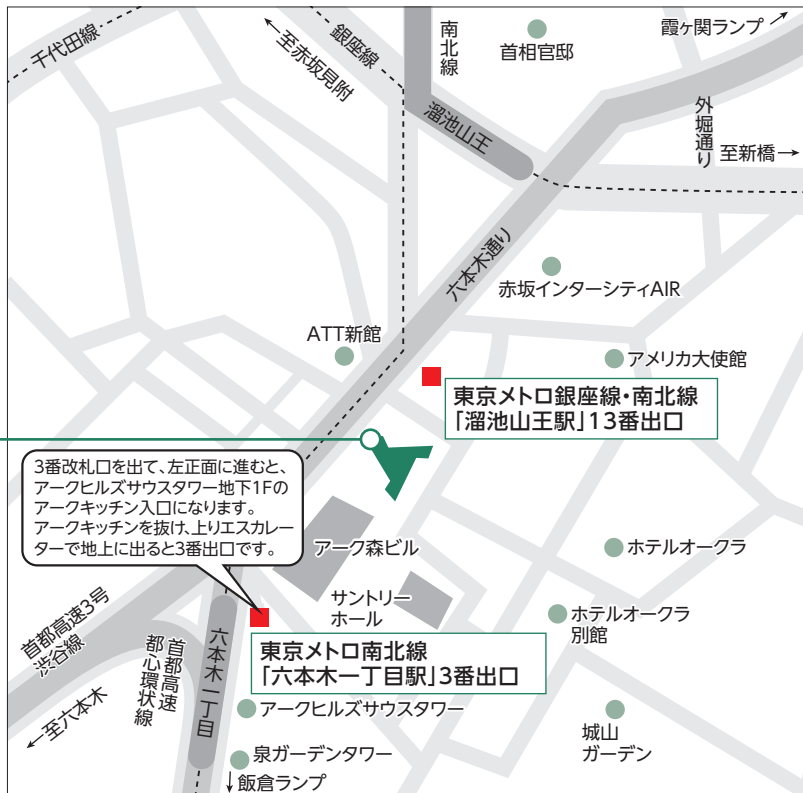 千代田線
←至赤坂見附
銀座線
南北線
首相官邸
霞ヶ関ランプ↗
溜池山王
外堀通り
至新橋→
六本木通り
赤坂インターシティAIR
ATT新館
アメリカ大使館
東京メトロ銀座線・南北線
「溜池山王駅」13番出口
3番改札口を出て、左正面に進むと、
アークヒルズサウスタワー地下1Fの
アークキッチン入口になります。
アークキッチンを抜け、上りエスカレー
ターで地上に出ると3番出口です。
アーク森ビル
ホテルオークラ
サントリー
ホール
ホテルオークラ
別館
首都高速3号
渋谷線
首都高速
都心環状線
六本木一丁目
東京メトロ南北線
「六本木一丁目駅」3番出口
←至六本木
アークヒルズサウスタワー
城山
ガーデン
泉ガーデンタワー
↓飯倉ランプ